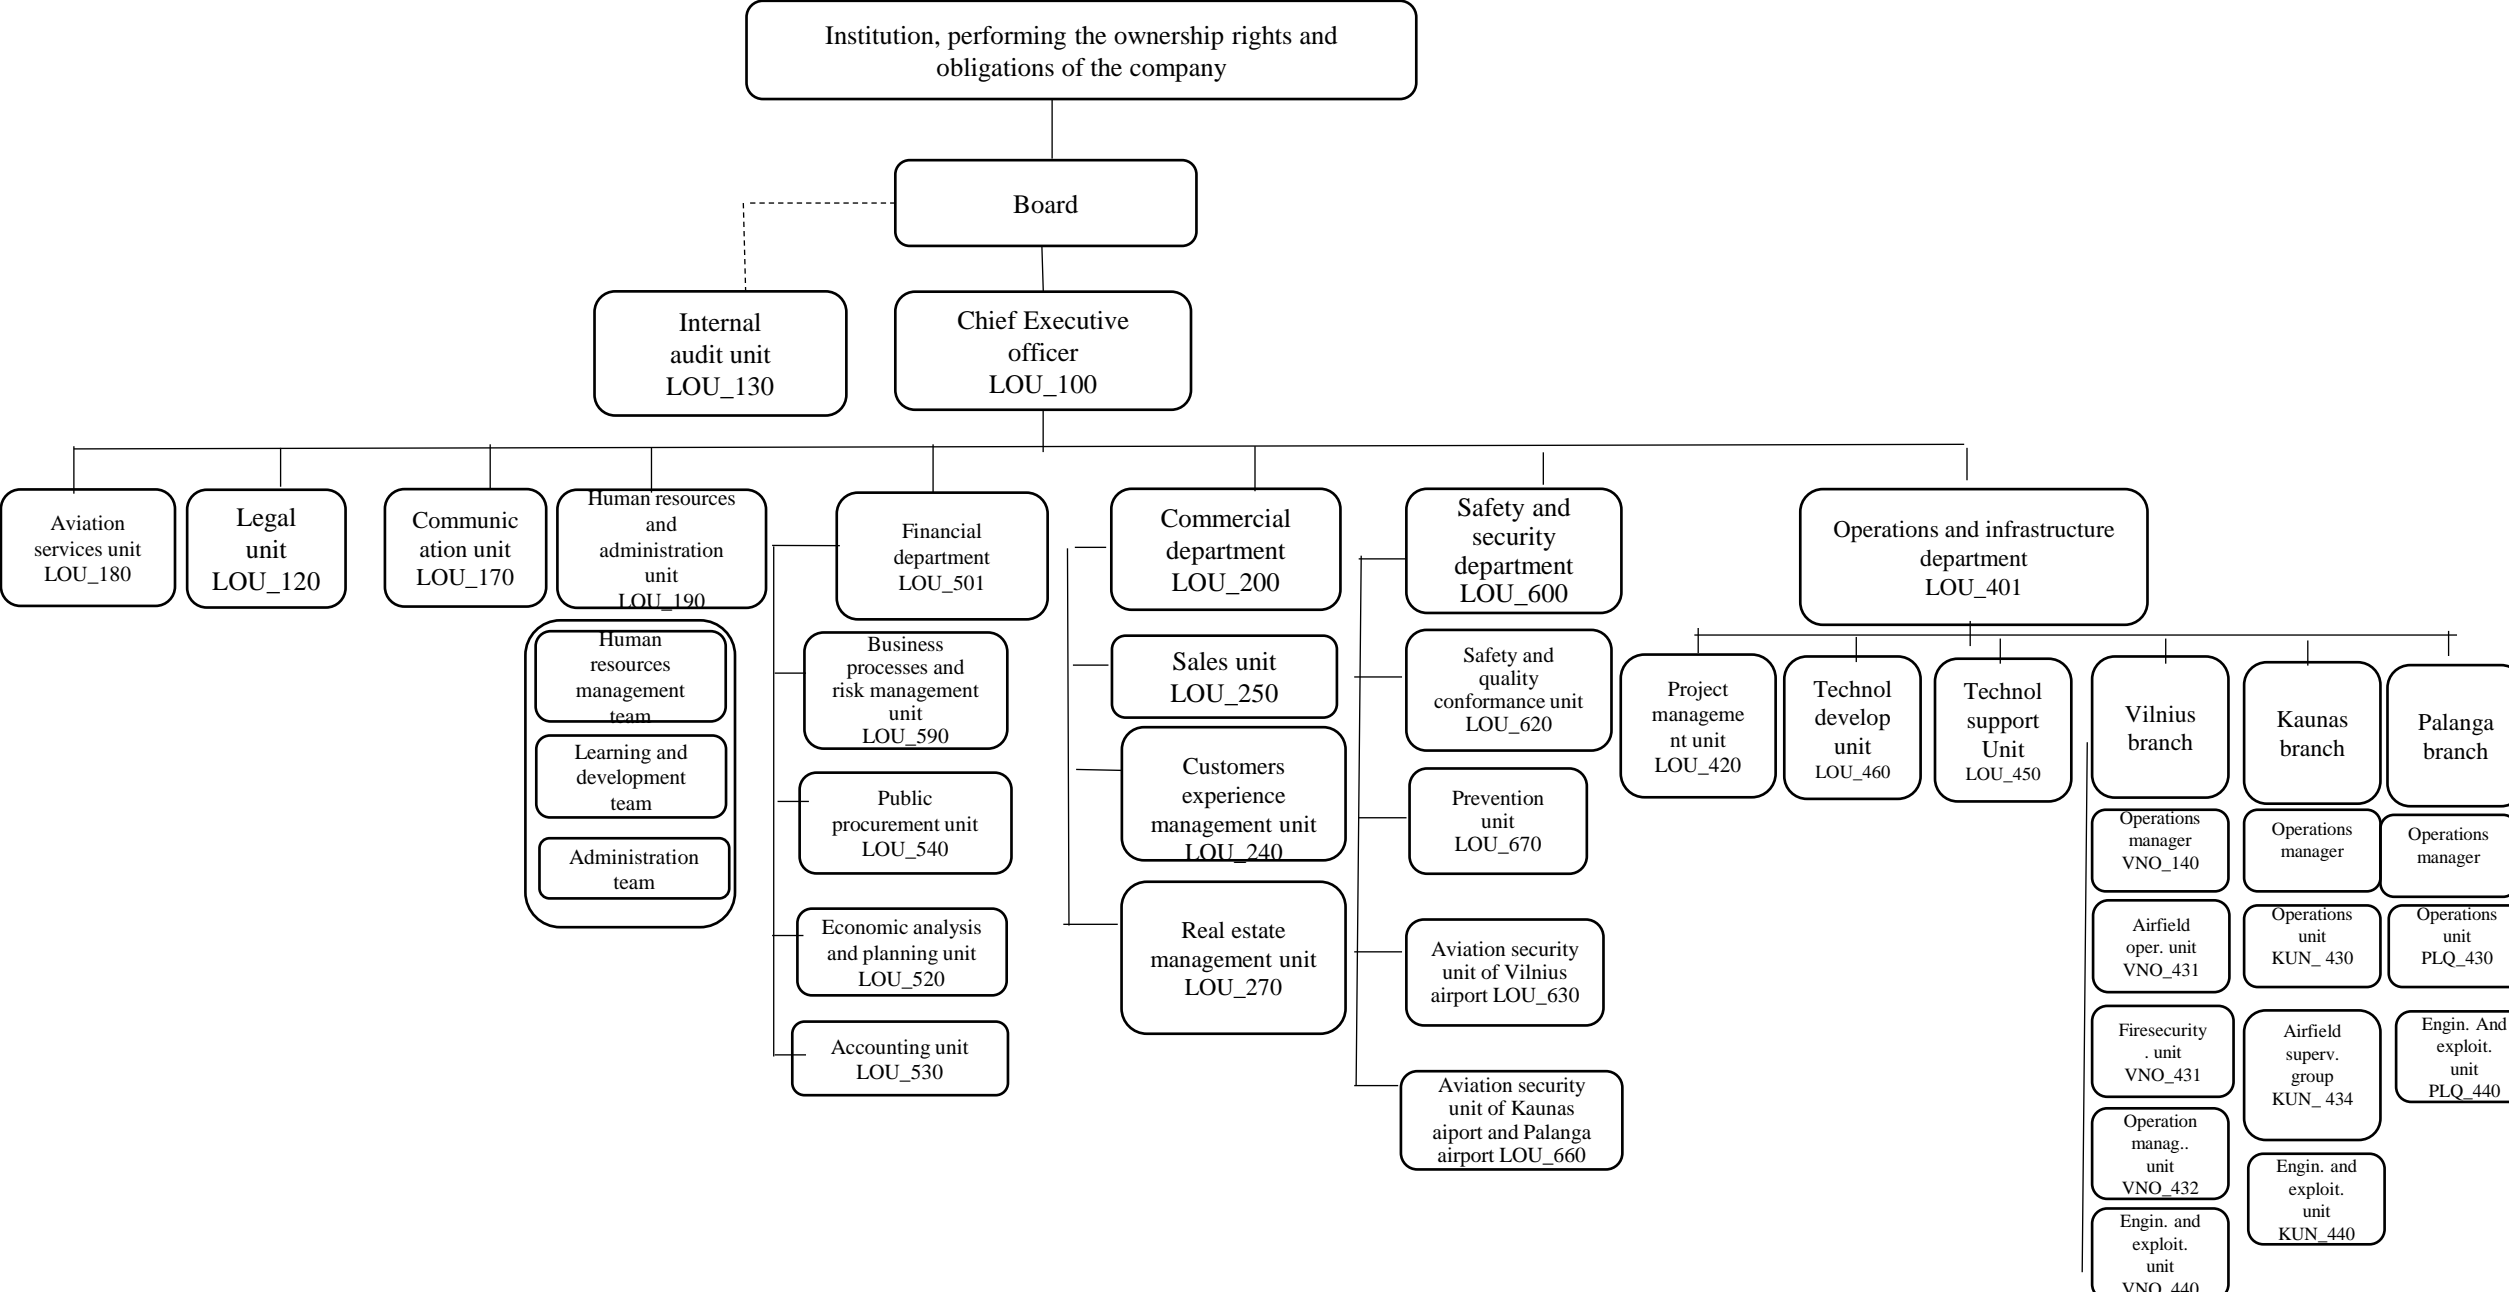 Institution, performing the ownership rights and
obligations of the company
Board
Internal
audit unit
LOU_130
Chief Executive
officer
LOU_100
Aviation
services unit
LOU_180
Legal
unit
LOU_120
Communic
ation unit
LOU_170
Human resources
and
administration
unit
LOU_190
Human
resources
management
team
Learning and
development
team
Administration
team
Financial
department
LOU_501
Business
processes and
risk management
unit
LOU_590
Public
procurement unit
LOU_540
Economic analysis
and planning unit
LOU_520
Accounting unit
LOU_530
Commercial
department
LOU_200
Sales unit
LOU_250
Customers
experience
management unit
LOU_240
Real estate
management unit
LOU_270
Safety and
security
department
LOU_600
Safety and
quality
conformance unit
LOU_620
Prevention
unit
LOU_670
Aviation security
unit of Vilnius
airport LOU_630
Aviation security
unit of Kaunas
aiport and Palanga
airport LOU_660
Operations and infrastructure
department
LOU_401
Project
manageme
nt unit
LOU_420
Technol
develop
unit
LOU_460
Technol
support
Unit
LOU_450
Vilnius
branch
Operations
manager
VNO_140
Airfield
oper. unit
VNO_431
Firesecurity
. unit
VNO_431
Operation
manag..
unit
VNO_432
Engin. and
exploit.
unit
VNO_440
Kaunas
branch
Operations
manager
Operations
unit
KUN_ 430
Airfield
superv.
group
KUN_ 434
Engin. and
exploit.
unit
KUN_440
Palanga
branch
Operations
manager
Operations
unit
PLQ_430
Engin. And
exploit.
unit
PLQ_440